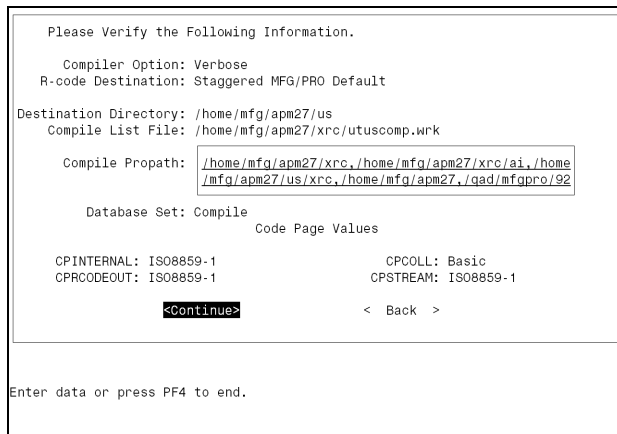 Please Verify the Following Information.
Compiler Option: Verbose
R-code Destination: Staggered MFG/PRO Default
Destination Directory: /home/mfg/apm27/us
Compile List File: /home/mfg/apm27/xrc/utuscomp.wrk
Compile Propath: /home/mfg/apm27/xrc,/home/mfg/apm27/xrc/ai,/home
/mfg/apm27/us/xrc,/home/mfg/apm27,/qad/mfgpro/92
Database Set: Compile
Code Page Values
CPINTERNAL: ISO8859-1 CPCOLL: Basic
CPRCODEOUT: ISO8859-1 CPSTREAM: ISO8859-1
<Continue> < Back >
Enter data or press PF4 to end.